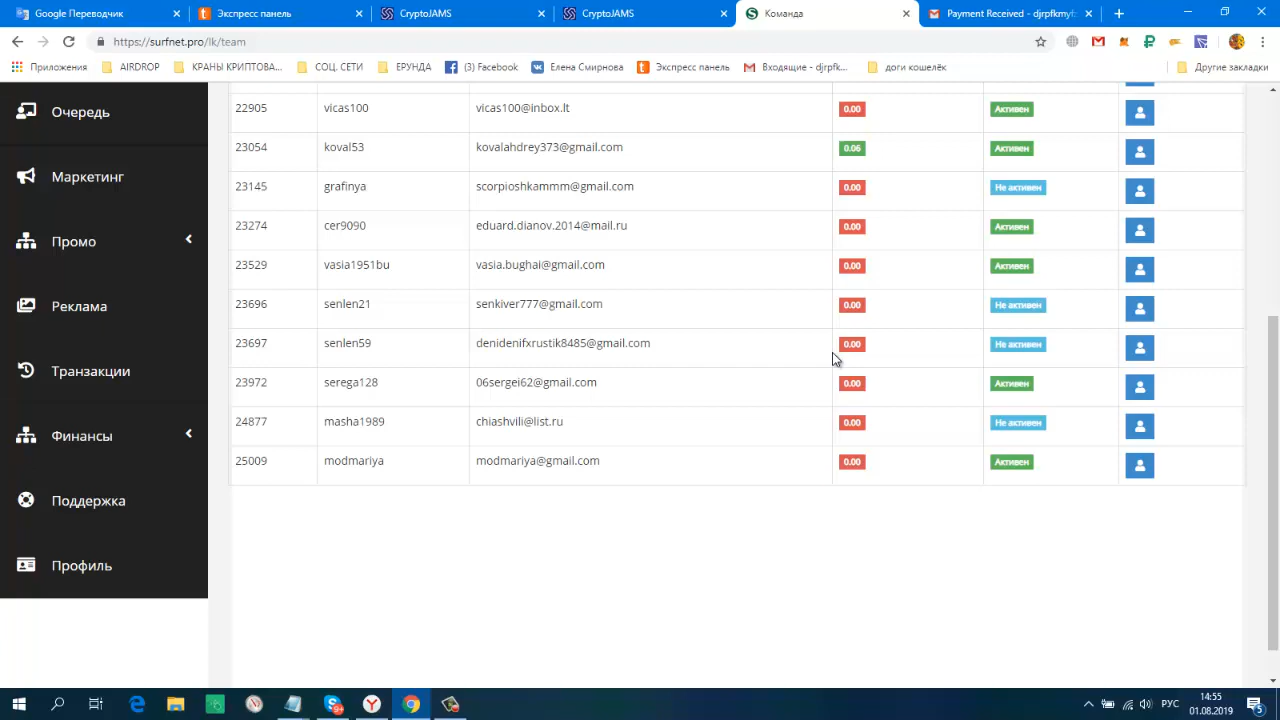 Google Переводчик
Экспресс панель
CryptoJAMS
CryptoJAMS
Команда
Payment Received - djrpfkmyf
https://surfnet.pro/lk/team
Приложения
AIRDROP
КРАНЫ КРИПТОВА...
СОЦ. СЕТИ
ЕРУНДА
(3) Facebook
Елена Смирнова
Экспресс панель
Входящие - djrpfk...
доги кошелёк
Другие закладки
Очередь
Маркетинг
Промо
Реклама
Транзакции
Финансы
Поддержка
Профиль
22905 vicas100 vicas100@inbox.lt 0.00 Активен
23054 koval53 kovalahdrey373@gmail.com 0.06 Активен
23145 grafinya scorpioshkammm@gmail.com 0.00 Не активен
23274 cer9090 eduard.dianov.2014@mail.ru 0.00 Активен
23529 vasia1951bu vasia.bughai@gmail.com 0.00 Активен
23696 senlen21 senkiver777@gmail.com 0.00 Не активен
23697 senlen59 denidenifxrustik8485@gmail.com 0.00 Не активен
23972 serega128 06sergei62@gmail.com 0.00 Активен
24877 masha1989 chiashvili@list.ru 0.00 Не активен
25009 modmariya modmariya@gmail.com 0.00 Активен
РУС
14:55
01.08.2019
5